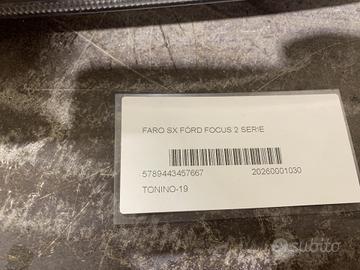 FARO SX FORD FOCUS 2 SERIE
5789443457667 20260001030
TONINO-19
subito